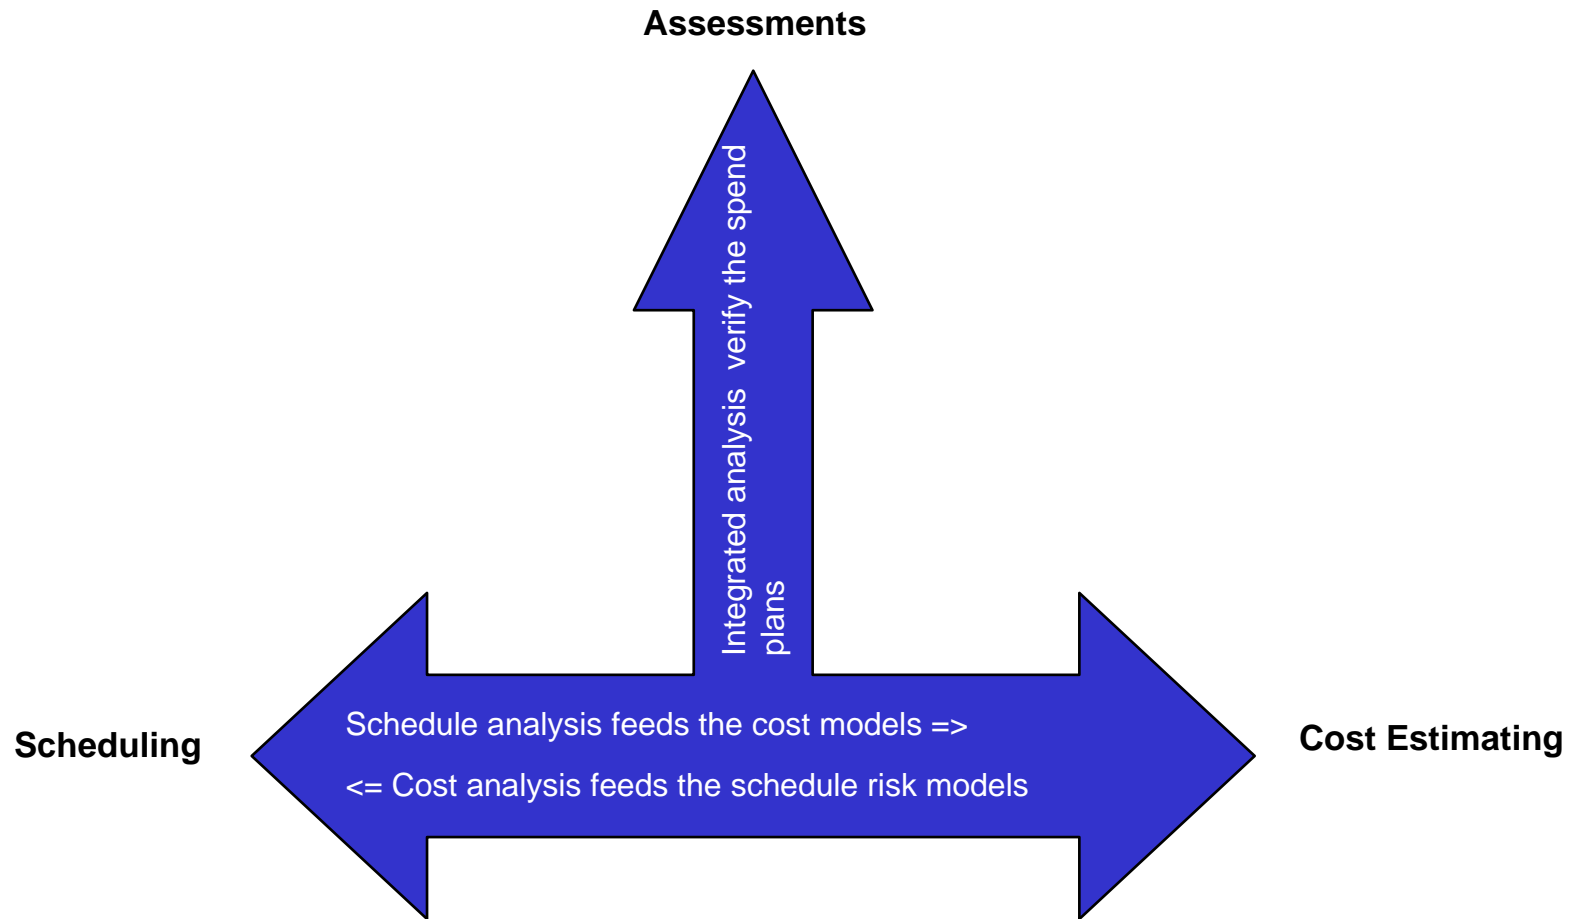 Assessments
Integrated analysis  verify the spend
plans
Schedule analysis feeds the cost models =>
<= Cost analysis feeds the schedule risk models
Scheduling
Cost Estimating